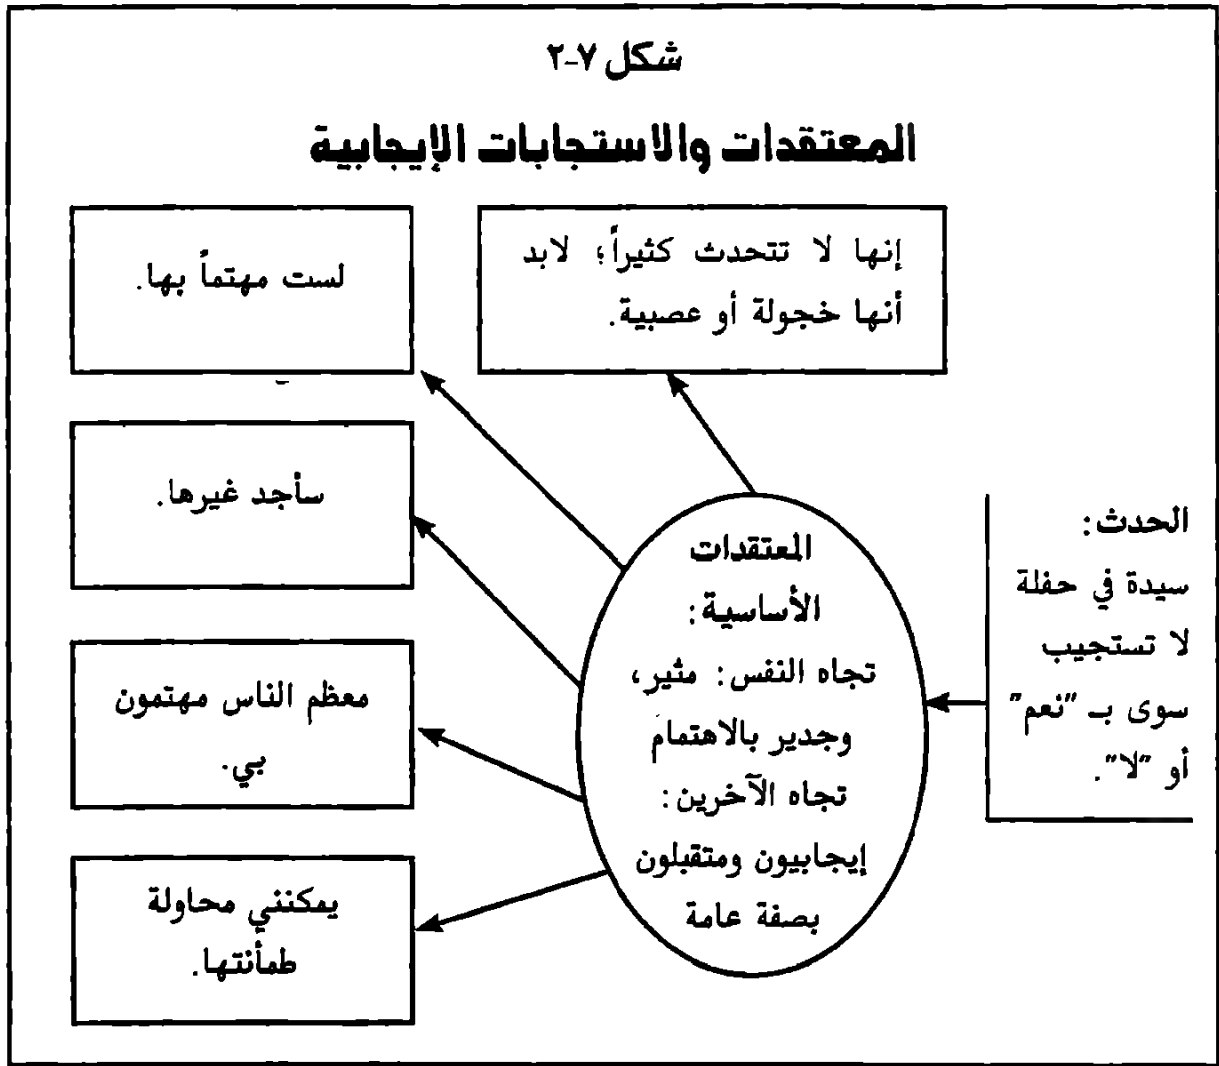 شكل ٧-٢
المعتقدات والاستجابات الإيجابية
إنها لا تتحدث كثيراً؛ لابد
أنها خجولة أو عصبية.
لست مهتماً بها.
سأجد غيرها.
معظم الناس مهتمون
بي.
يمكنني محاولة
طمأنتها.
المعتقدات
الأساسية:
تجاه النفس: مثير،
وجدير بالاهتمام
تجاه الآخرين:
إيجابيون ومتقبلون
بصفة عامة
الحدث:
سيدة في حفلة
لا تستجيب
سوى بـ "نعم"
أو "لا".